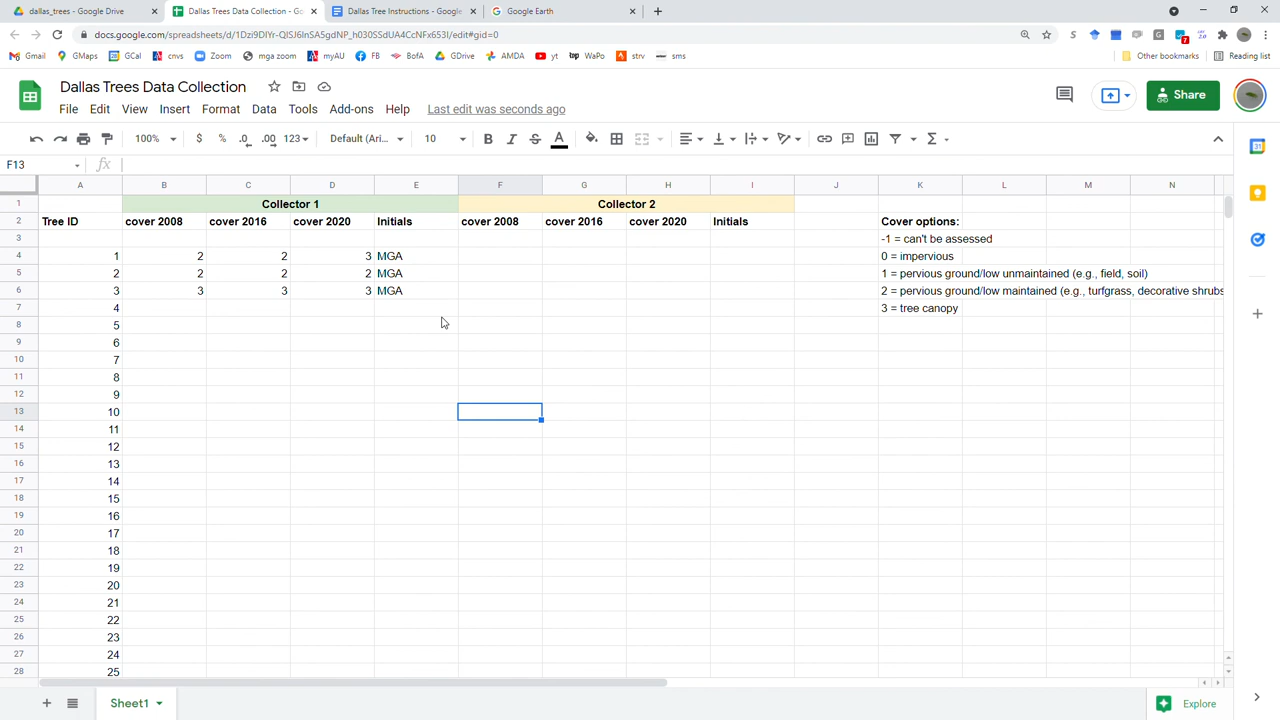 dallas_trees - Google Drive
Dallas Trees Data Collection - Go
Dallas Tree Instructions - Google
Google Earth
docs.google.com/spreadsheets/d/1Dzi9DlYr-QISJ6InSA5gdNP_h030SSdUA4CcNFx653I/edit#gid=0
Gmail GMaps GCal cnvs Zoom mga zoom myAU FB BofA GDrive AMDA yt WaPo strv sms Other bookmarks Reading list
Dallas Trees Data Collection
File Edit View Insert Format Data Tools Add-ons Help Last edit was seconds ago
Share
100% $ % .0 .00 123 Default (Ari... 10 B I S A
F13 fx
A B C D E F G H I J K L M N
1 Collector 1 Collector 2
2 Tree ID cover 2008 cover 2016 cover 2020 Initials cover 2008 cover 2016 cover 2020 Initials Cover options:
3 -1 = can't be assessed
4 1 2 2 3 MGA 0 = impervious
5 2 2 2 2 MGA 1 = pervious ground/low unmaintained (e.g., field, soil)
6 3 3 3 3 MGA 2 = pervious ground/low maintained (e.g., turfgrass, decorative shrubs
7 4 3 = tree canopy
8 5
9 6
10 7
11 8
12 9
13 10
14 11
15 12
16 13
17 14
18 15
19 16
20 17
21 18
22 19
23 20
24 21
25 22
26 23
27 24
28 25
Sheet1
Explore